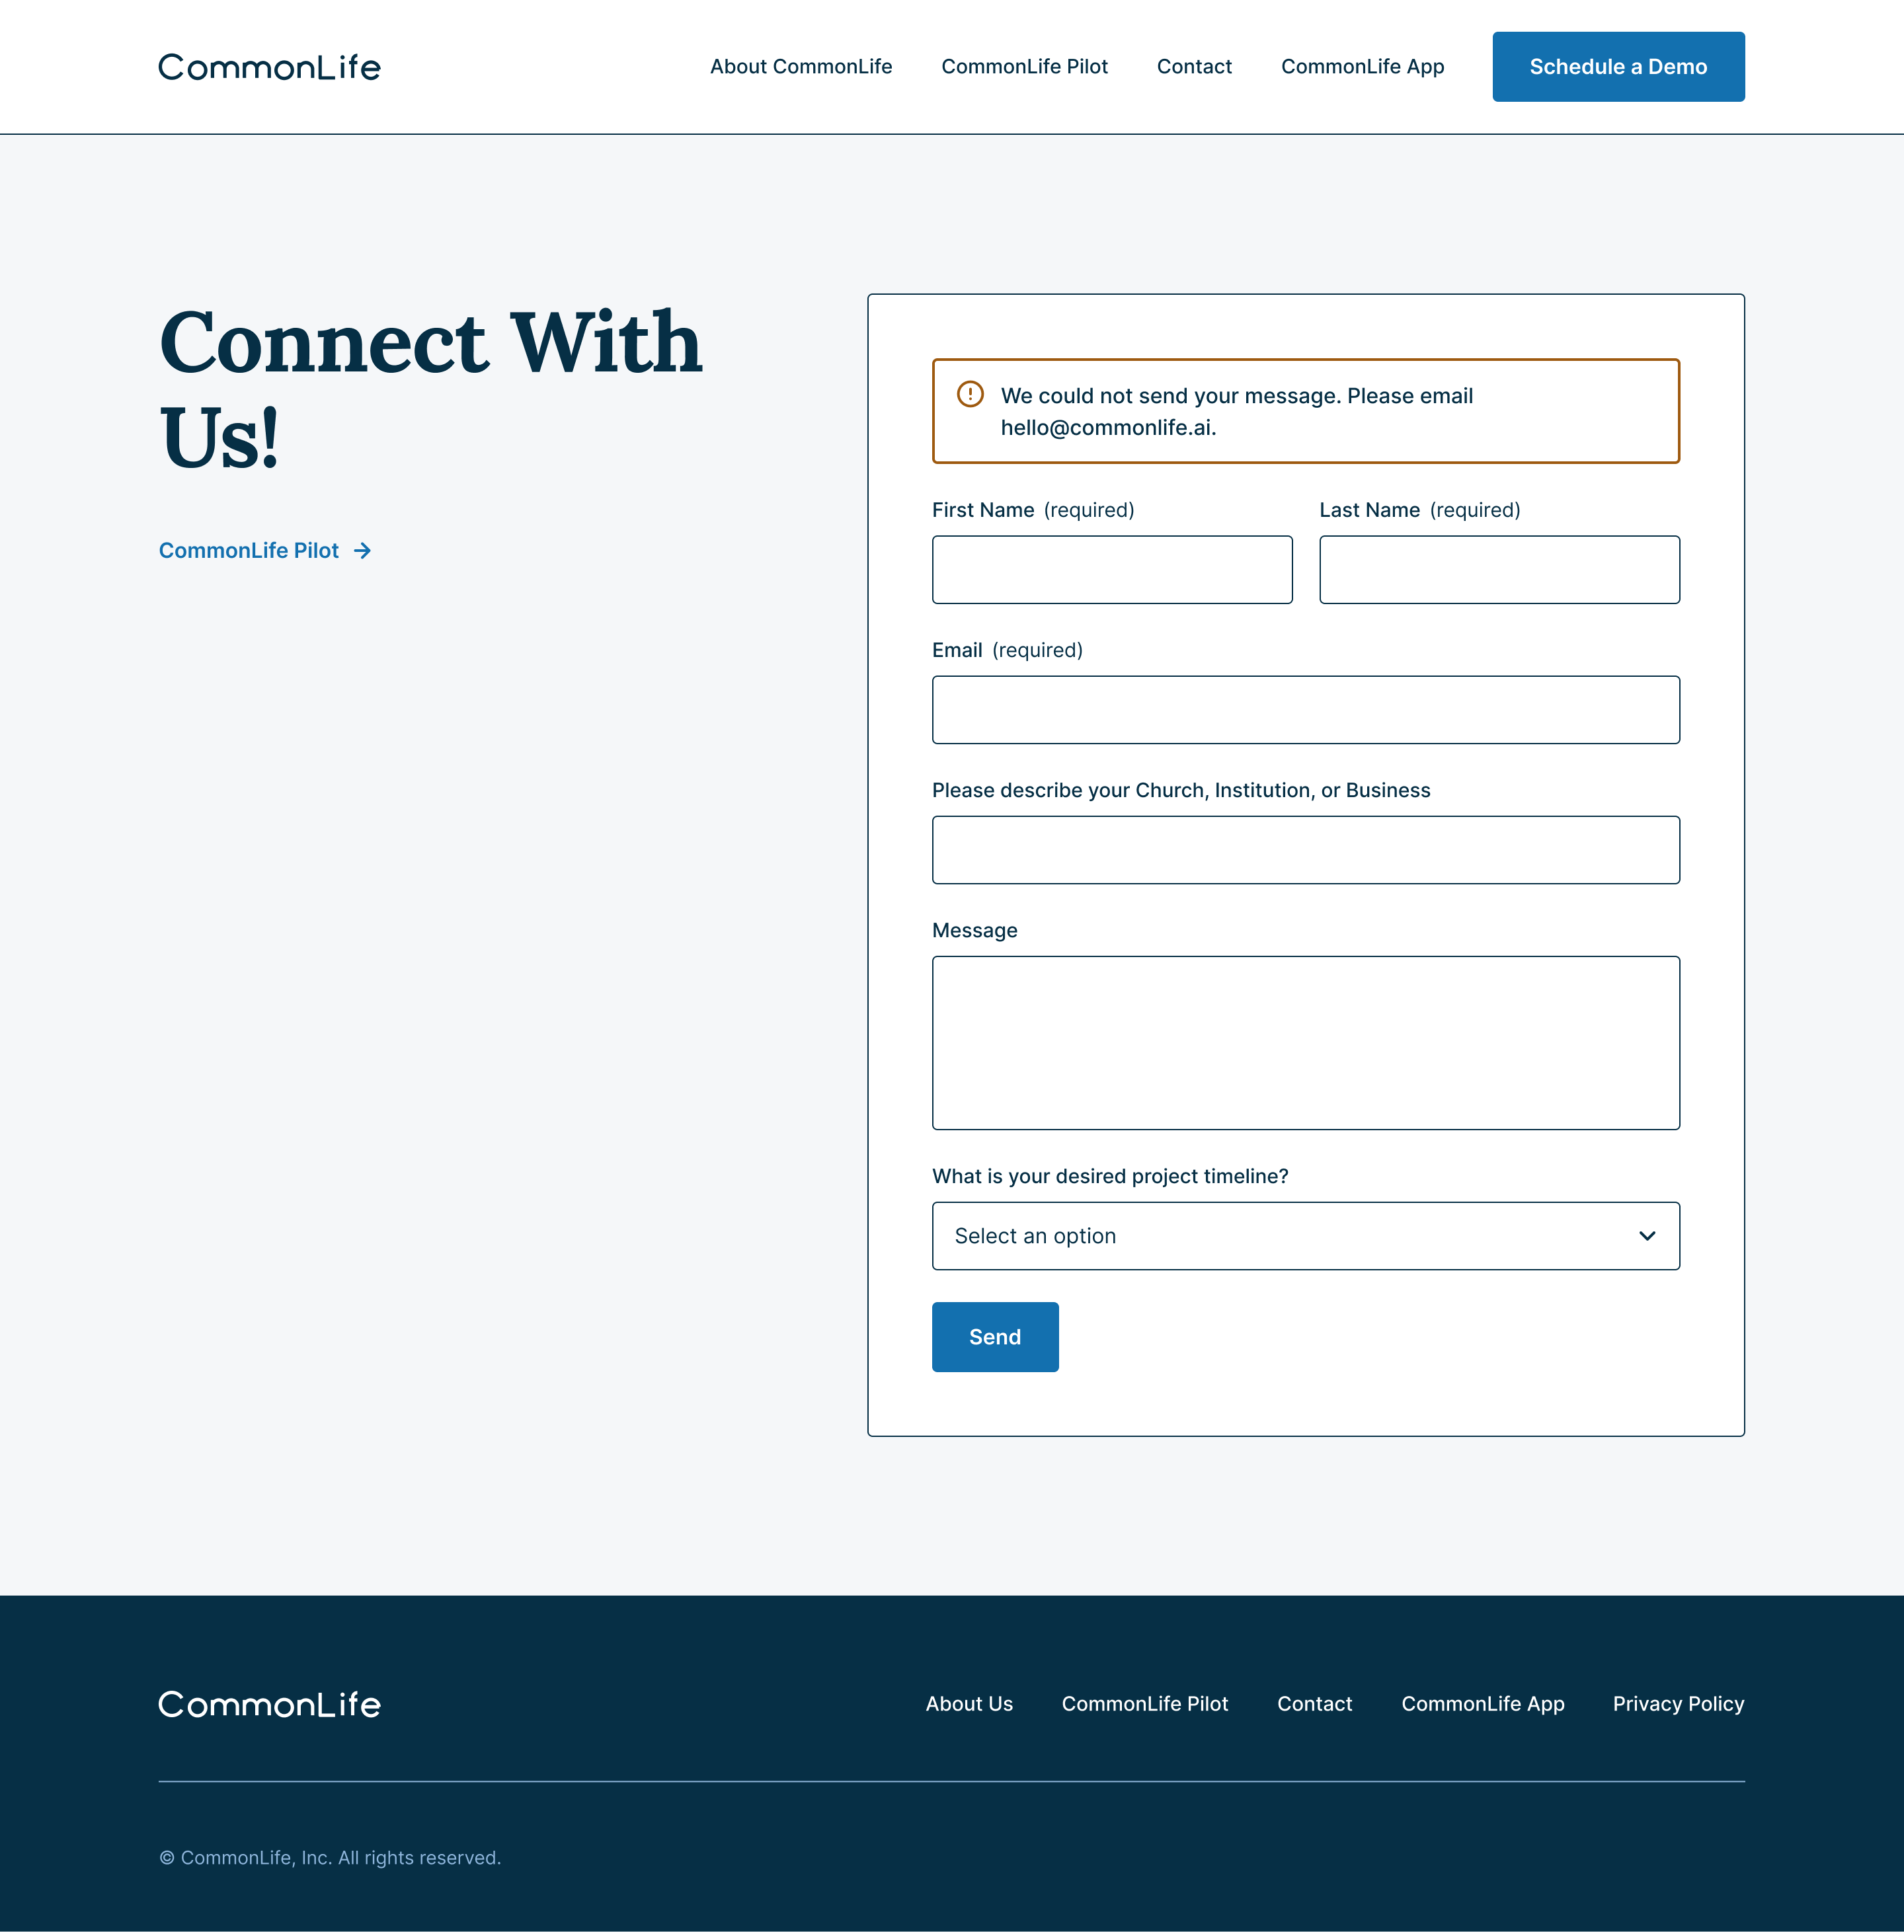 CommonLife
About CommonLife
CommonLife Pilot
Contact
CommonLife App
Schedule a Demo
Connect With
Us!
CommonLife Pilot
We could not send your message. Please email
hello@commonlife.ai.
First Name (required)
Last Name (required)
Email (required)
Please describe your Church, Institution, or Business
Message
What is your desired project timeline?
Select an option
Send
CommonLife
About Us
CommonLife Pilot
Contact
CommonLife App
Privacy Policy
© CommonLife, Inc. All rights reserved.